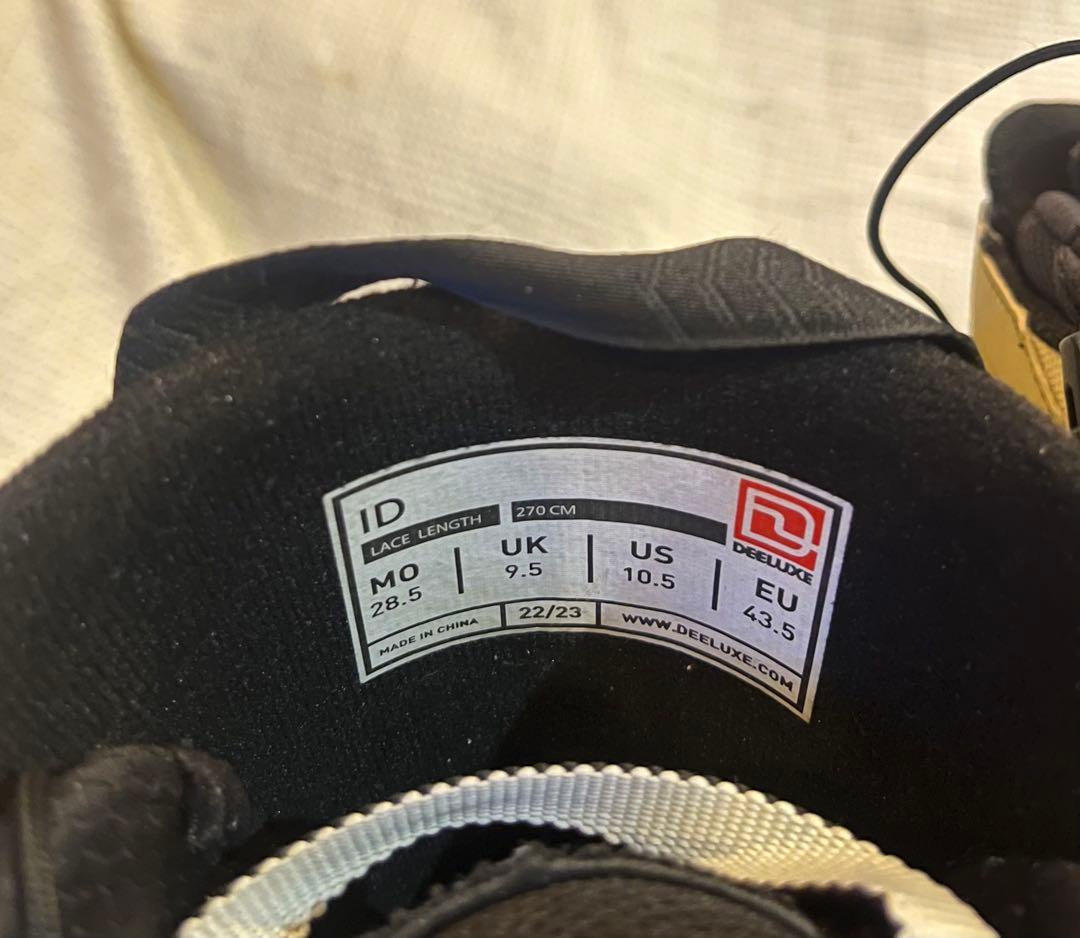 ID
LACE LENGTH 270 CM
DEELUXE
MO UK US EU
28.5 9.5 10.5 43.5
MADE IN CHINA 22/23 WWW.DEELUXE.COM